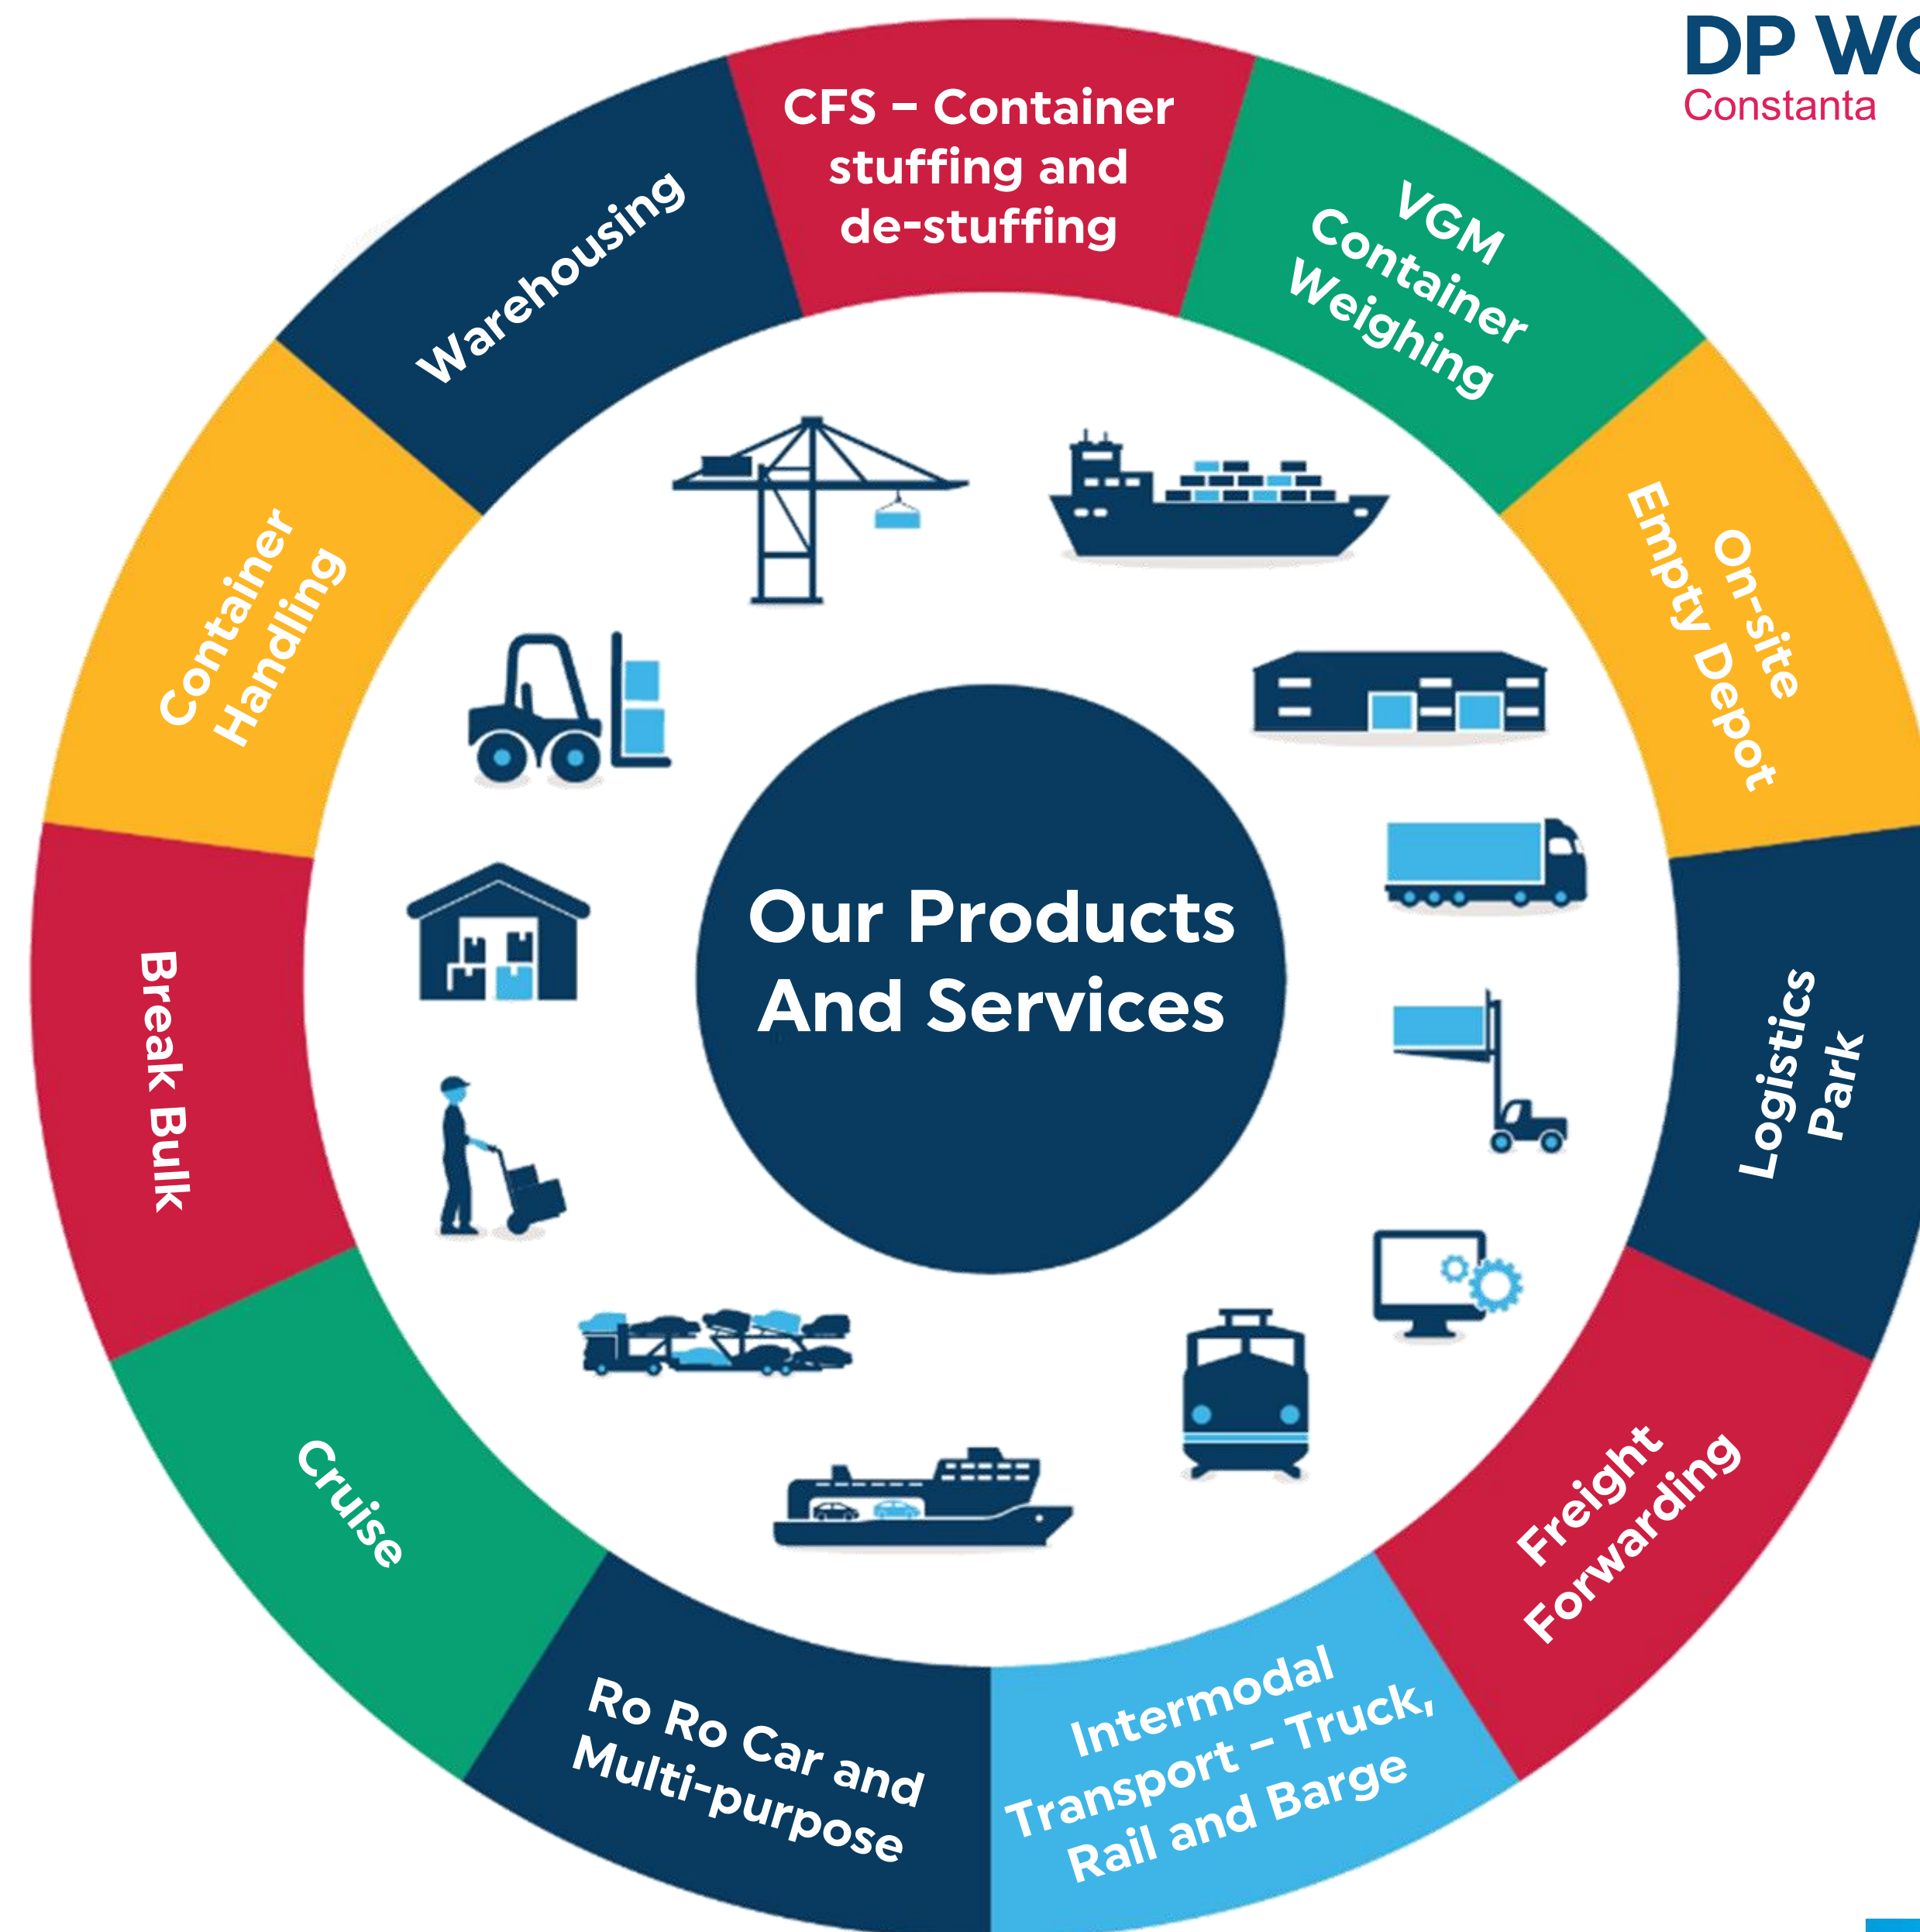 DP WO
Constanta
CFS – Container
stuffing and
de-stuffing
VGM
Container
Weighing
On-site
Empty Depot
Logistics
Park
Freight
Forwarding
Intermodal
Transport – Truck,
Rail and Barge
Ro Ro Car and
Multi-purpose
Cruise
Break Bulk
Container
Handling
Warehousing
Our Products
And Services